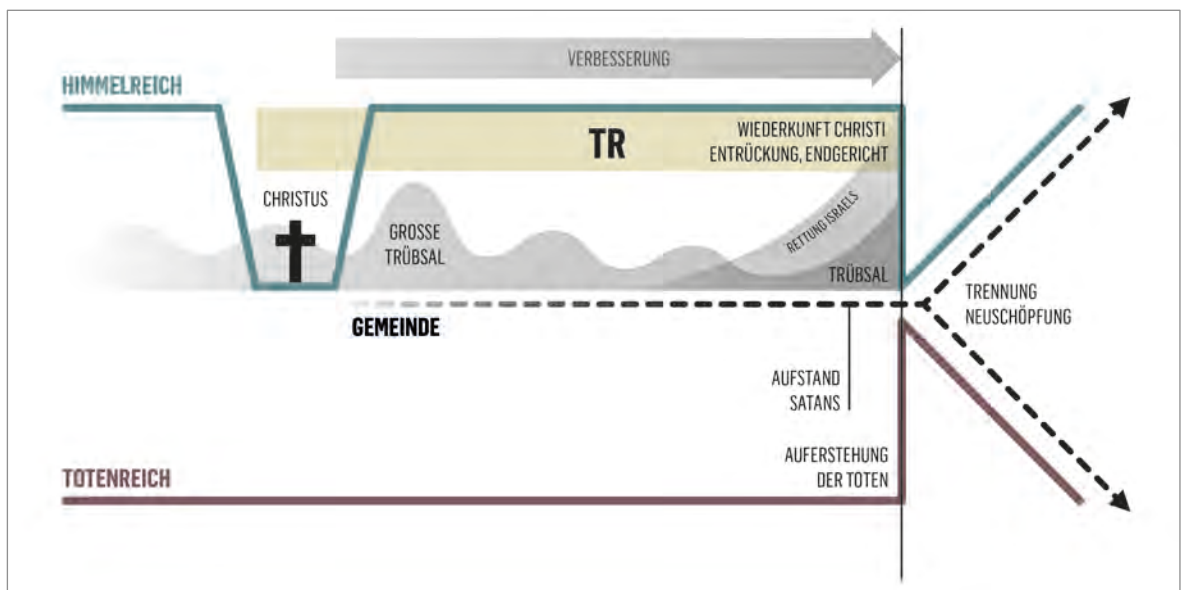 VERBESSERUNG
HIMMELREICH
TR
WIEDERKUNFT CHRISTI
ENTRÜCKUNG, ENDGERICHT
CHRISTUS
GROSSE
TRÜBSAL
RETTUNG ISRAELS
TRÜBSAL
TRENNUNG
NEUSCHÖPFUNG
GEMEINDE
AUFSTAND
SATANS
AUFERSTEHUNG
DER TOTEN
TOTENREICH